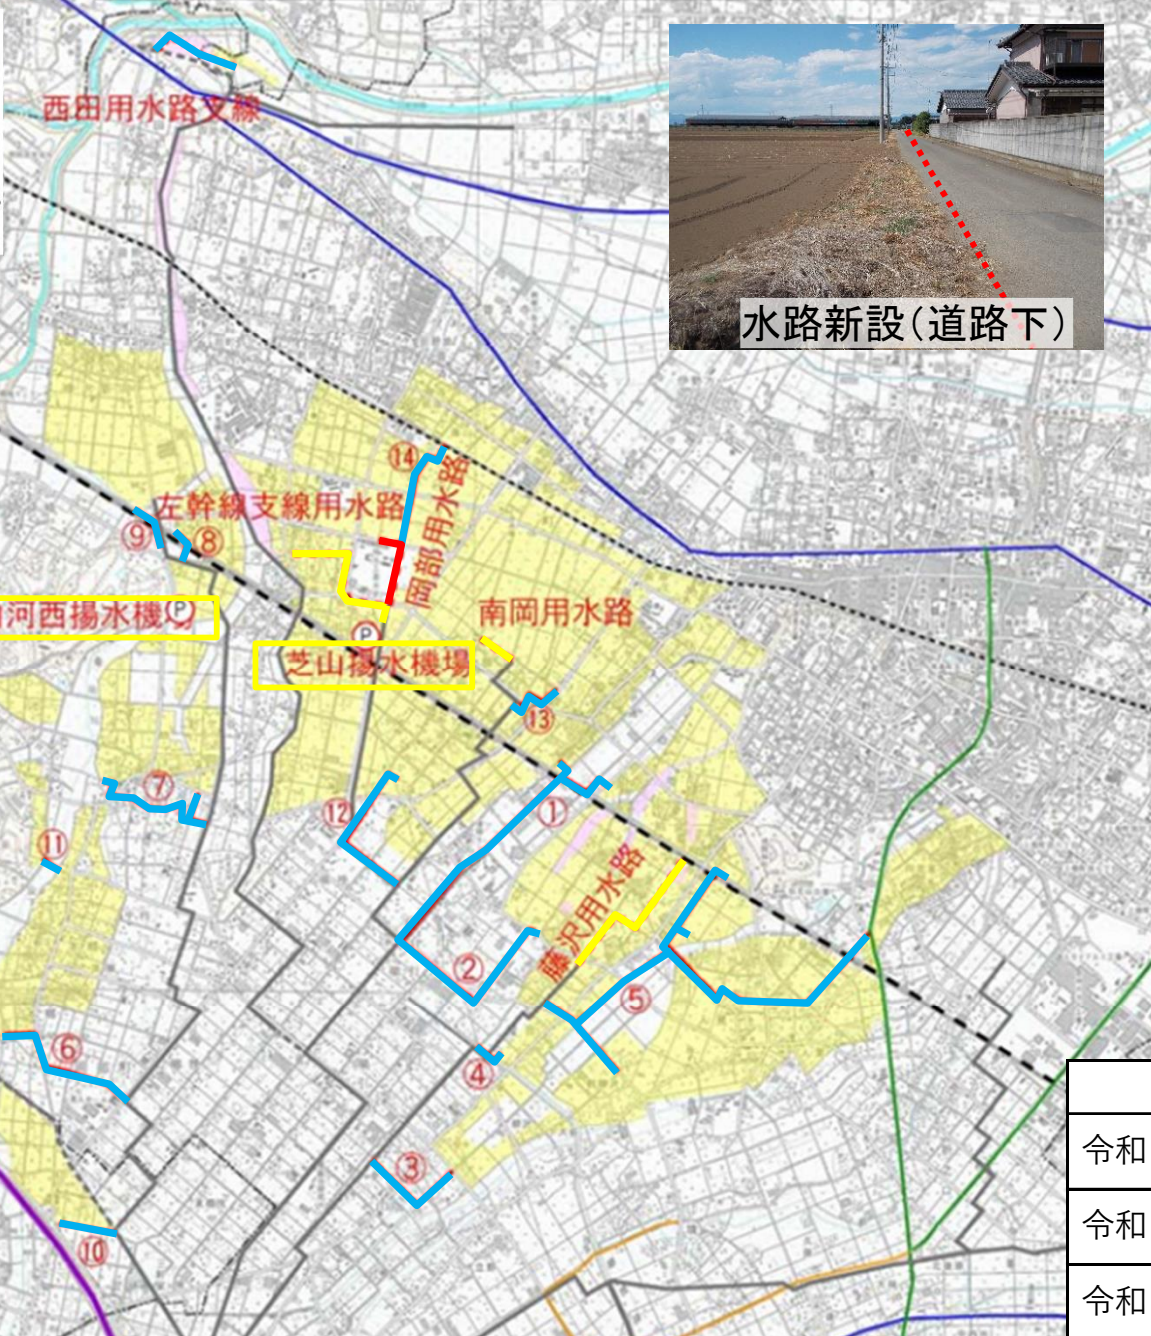 西田用水路支線
水路新設（道路下）
⑭
岡部用水路
左幹線支線用水路
⑨
⑧
河西揚水機
P
南岡用水路
P
芝山揚水機場
⑬
⑦
⑫
①
⑪
藤沢用水路
②
⑤
⑥
④
③
⑩
令和
令和
令和